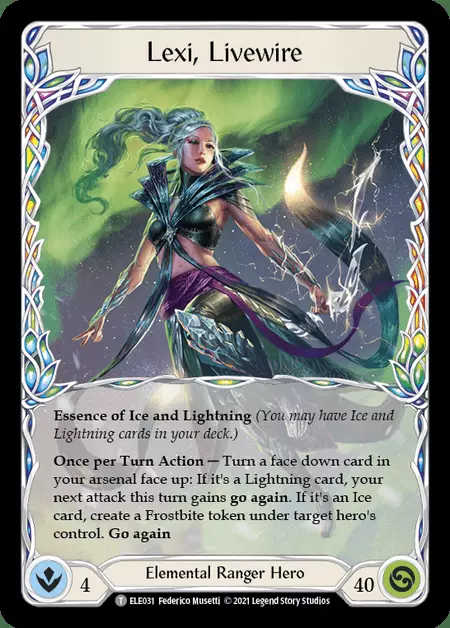 Lexi, Livewire
Essence of Ice and Lightning (You may have Ice and
Lightning cards in your deck.)
Once per Turn Action — Turn a face down card in
your arsenal face up: If it's a Lightning card, your
next attack this turn gains go again. If it's an Ice
card, create a Frostbite token under target hero's
control. Go again
4
Elemental Ranger Hero
40
T ELE031 Federico Musetti © 2021 Legend Story Studios